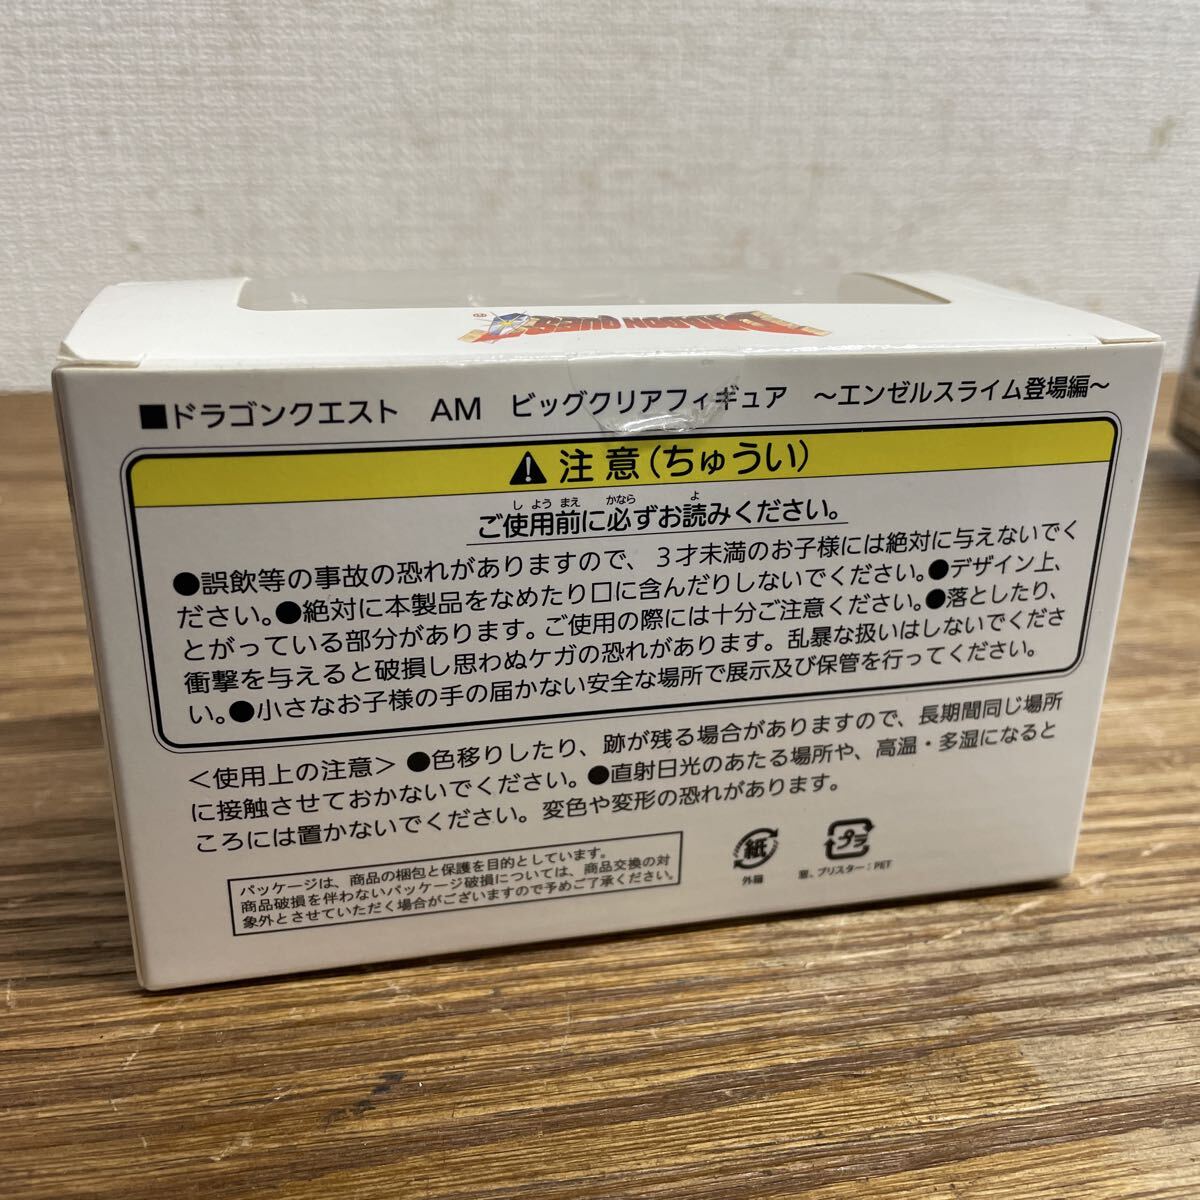 DRAGON QUEST
®
■ドラゴンクエスト AM ビッグクリアフィギュア ～エンゼルスライム登場編～
注意(ちゅうい)
しようまえ かなら よ
ご使用前に必ずお読みください。
●誤飲等の事故の恐れがありますので、3才未満のお子様には絶対に与えないでく
ださい。●絶対に本製品をなめたり口に含んだりしないでください。●デザイン上、
とがっている部分があります。ご使用の際には十分ご注意ください。●落としたり、
衝撃を与えると破損し思わぬケガの恐れがあります。乱暴な扱いはしないでくださ
い。●小さなお子様の手の届かない安全な場所で展示及び保管を行ってください。
<使用上の注意> ●色移りしたり、跡が残る場合がありますので、長期間同じ場所
に接触させておかないでください。●直射日光のあたる場所や、高温・多湿になると
ころには置かないでください。変色や変形の恐れがあります。
パッケージは、商品の梱包と保護を目的としています。
商品破損を伴わないパッケージ破損については、商品交換の対
象外とさせていただく場合がございますので予めご了承ください。
紙
外箱
プラ
窓、ブリスター:PET